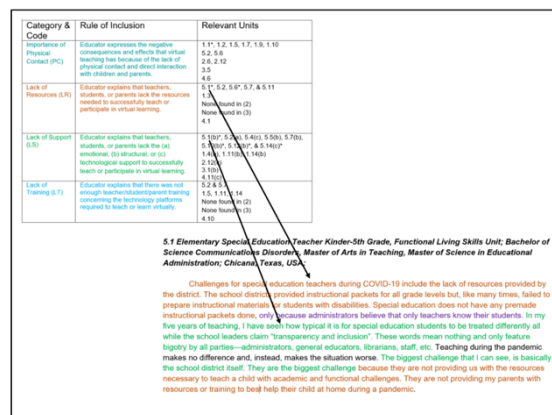 Category & Code
Rule of Inclusion
Relevant Units
Importance of
Physical
Contact (PC)
Educator expresses the negative
consequences and effects that virtual
teaching has because of the lack of
physical contact and direct interaction
with children and parents.
1.1*, 1.2, 1.5, 1.7, 1.9, 1.10
5.2, 5.6
2.6, 2.12
3.5
4.6
Lack of
Resources (LR)
Educator explains that teachers,
students, or parents lack the resources
needed to successfully teach or
participate in virtual learning.
5.1*, 5.2, 5.6*, 5.7, & 5.11
1.3
None found in (2)
None found in (3)
4.1
Lack of Support
(LS)
Educator explains that teachers,
students, or parents lack the (a)
emotional, (b) structural, or (c)
technological support to successfully
teach or participate in virtual learning.
5.1(b)*, 5.4(c), 5.5(b), 5.7(b),
& 5.14(c)*
1.11(b), 1.14(b)
2.12
3.1(b)
4.11(c)
Lack of
Training (LT)
Educator explains that there was not
enough teacher/student/parent training
concerning the technology platforms
required to teach or learn virtually.
5.2 &
1.5, 1.11, 1.14
None found in (2)
None found in (3)
4.10
5.1 Elementary Special Education Teacher Kinder-5th Grade, Functional Living Skills Unit; Bachelor of
Science Communications Disorders, Master of Arts in Teaching, Master of Science in Educational
Administration; Chicana, Texas, USA;
Challenges for special education teachers during COVID-19 include the lack of resources provided by
the district. The school districts provided instructional packets for all grade levels but, like many times, failed to
prepare instructional materials for students with disabilities. Special education does not have any premade
instructional packets done, only because administrators believe that only teachers know their students. In my
five years of teaching, I have seen how typical it is for special education students to be treated differently all
while the school leaders claim “transparency and inclusion”. These words mean nothing and only feature
bigotry by all parties—administrators, general educators, librarians, staff, etc. Teaching during the pandemic
makes no difference and, instead, makes the situation worse. The biggest challenge that I can see, is basically
the school district itself. They are the biggest challenge because they are not providing us with the resources
necessary to teach a child with academic and functional challenges. They are not providing my parents with
resources or training to best help their child at home during a pandemic.